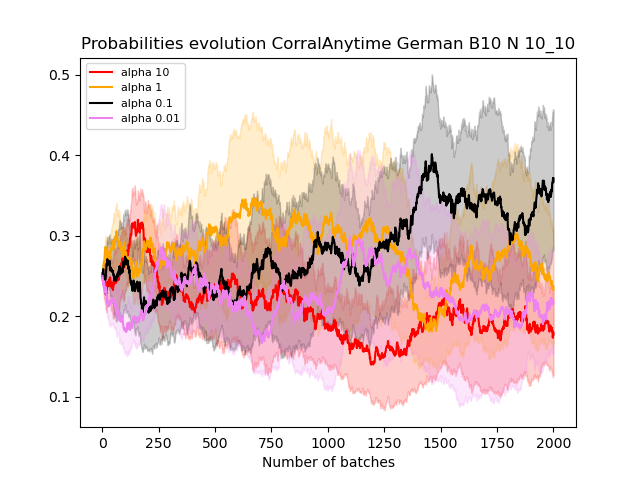 Probabilities evolution CorralAnytime German B10 N 10_10
alpha 10
alpha 1
alpha 0.1
alpha 0.01
0.5
0.4
0.3
0.2
0.1
0 250 500 750 1000 1250 1500 1750 2000
Number of batches